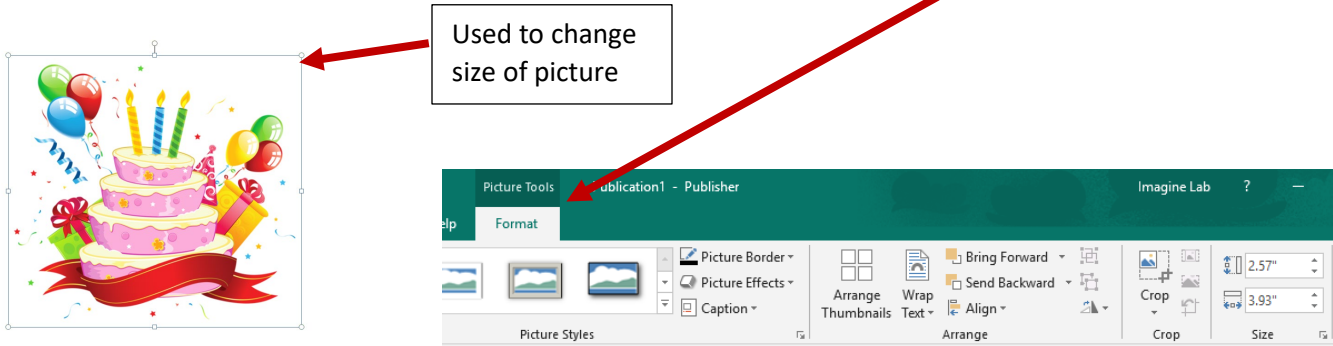 Used to change
size of picture
Picture Tools
Publication1 - Publisher
Imagine Lab ?
elp
Format
Picture Border
Bring Forward
2.57"
Picture Effects
Send Backward
Arrange
Thumbnails
Wrap
Text
Align
Crop
3.93"
Caption
Picture Styles
Arrange
Crop
Size